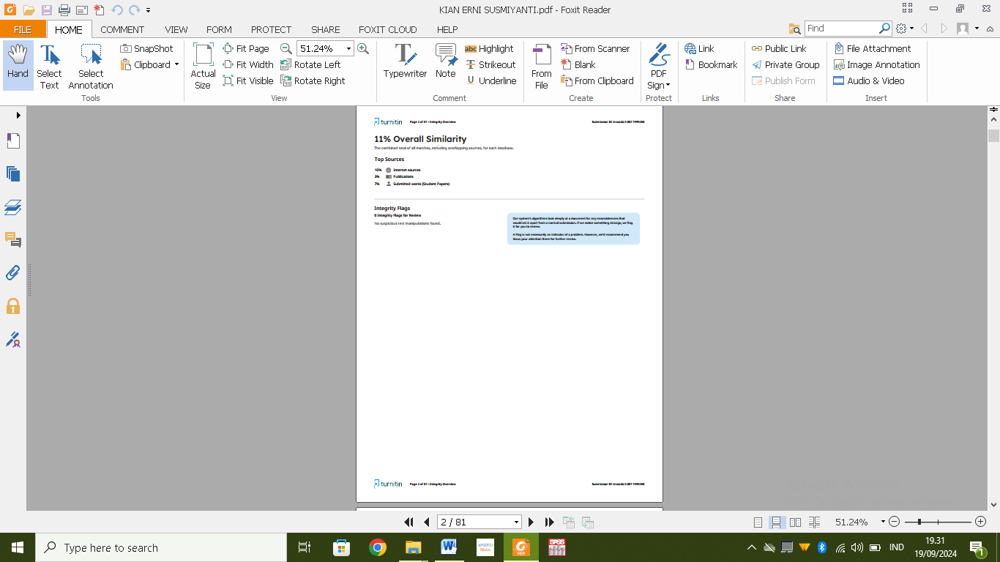 KIAN ERNI SUSMIYANTI.pdf - Foxit Reader
FILE HOME COMMENT VIEW FORM PROTECT SHARE FOXIT CLOUD HELP
Find
Hand
Select Text
Select Annotation
SnapShot
Clipboard
Tools
Actual Size
Fit Page
Fit Width
Fit Visible
51.24%
Rotate Left
Rotate Right
View
Typewriter
Note
abc Highlight
Strikeout
Underline
Comment
From File
From Scanner
Blank
From Clipboard
Create
PDF Sign
Protect
Link
Bookmark
Links
Public Link
Private Group
Publish Form
Share
File Attachment
Image Annotation
Audio & Video
Insert
turnitin Page 2 of 81 • Integrity Overview
11% Overall Similarity
The combined total of all matches, including overlapping sources, for each database.
Top Sources
10% Internet sources
3% Publications
7% Submitted works (Student Papers)
Integrity Flags
0 Integrity Flags for Review
No suspicious text manipulations found.
Our system's algorithms look deeply at a document for any inconsistencies that
would set it apart from a normal submission. If we notice something strange, we flag
it for you to review.
A Flag is not necessarily an indicator of a problem. However, we'd recommend you
focus your attention there for further review.
turnitin Page 2 of 81 • Integrity Overview
2 / 81
51.24%
Type here to search
SPSS
IND
19.31
19/09/2024
1